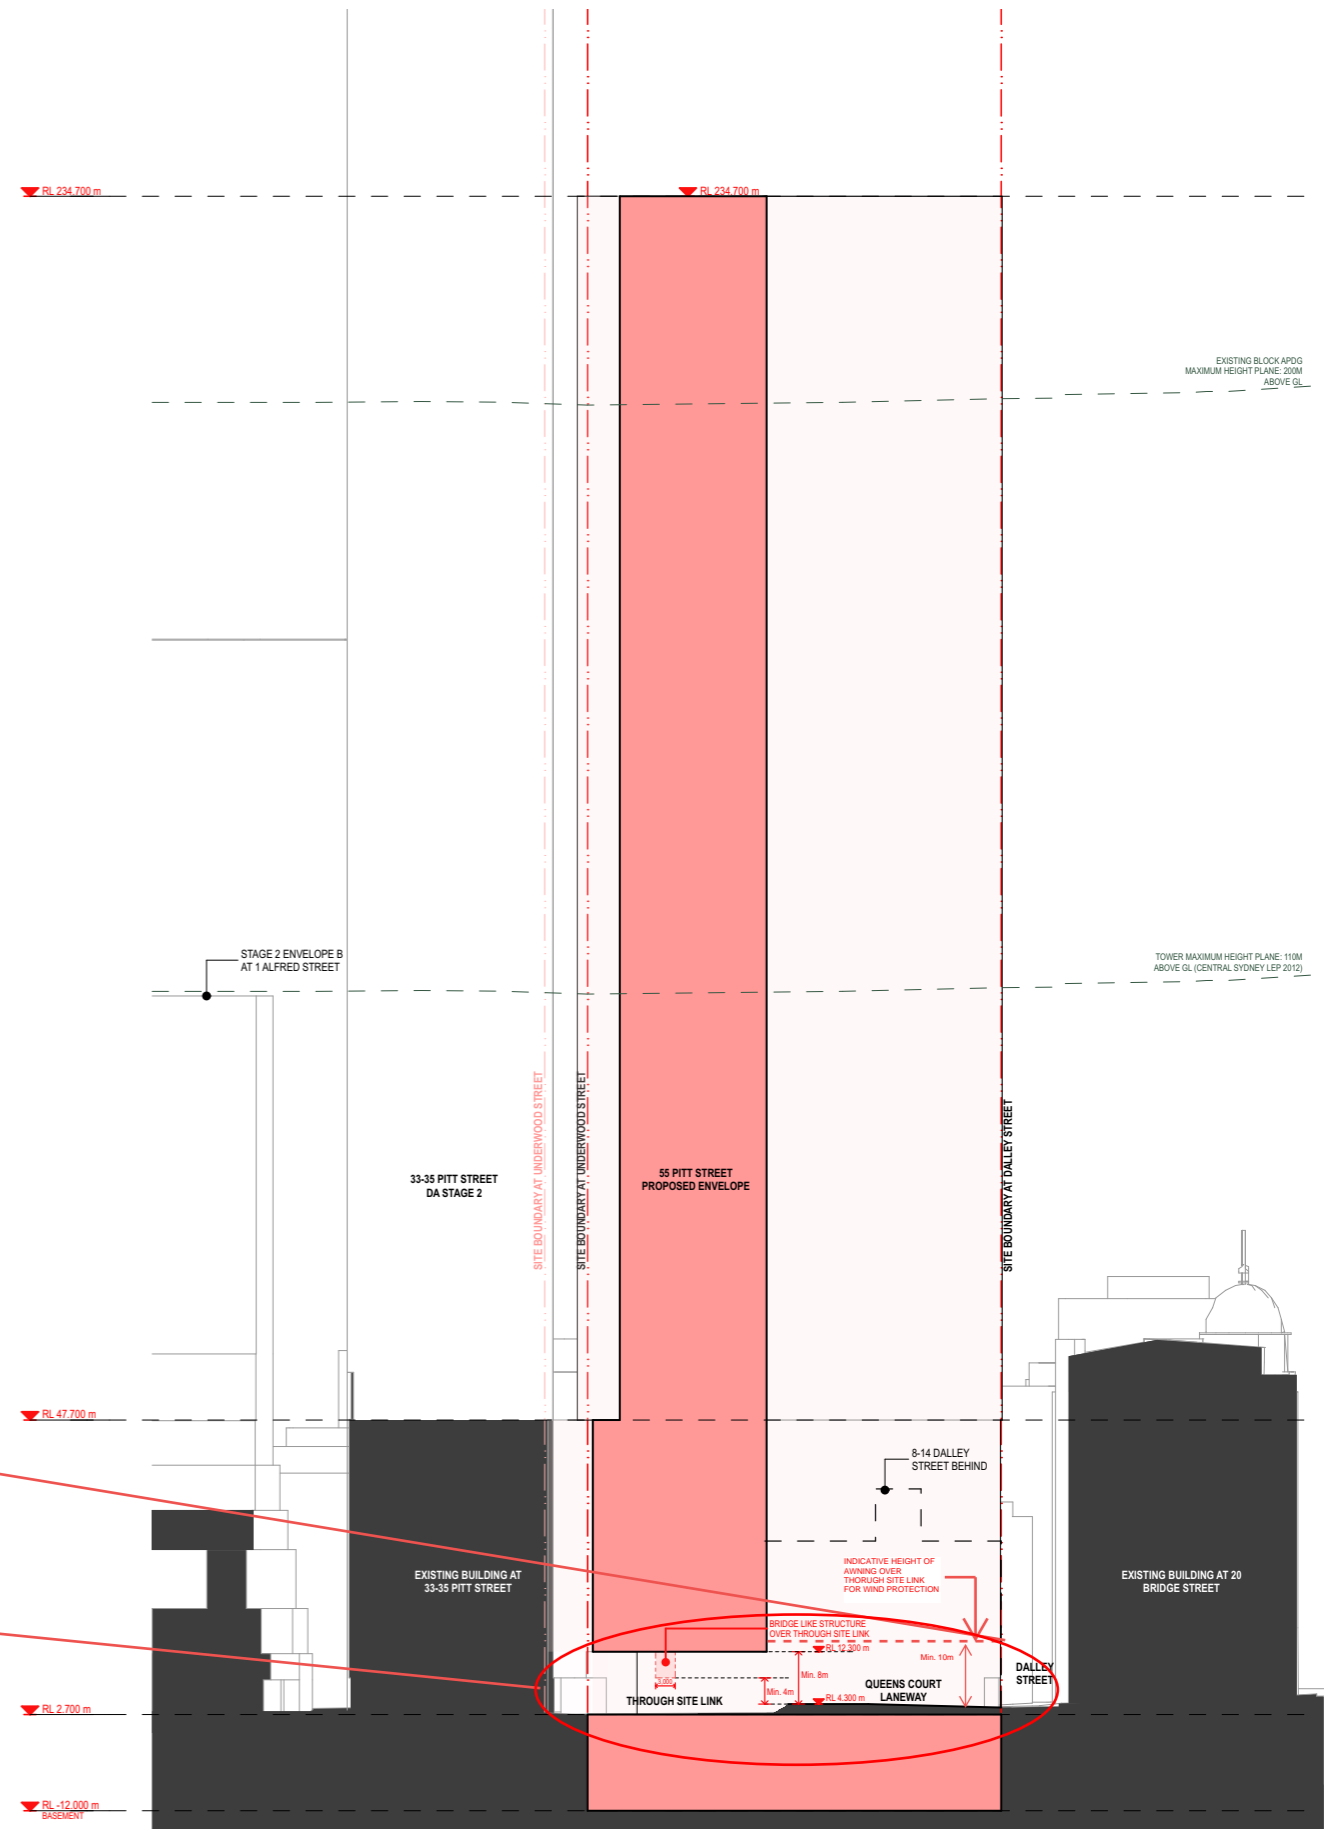 RL 234.700 m
RL 234.700 m
EXISTING BLOCK APDG
MAXIMUM HEIGHT PLANE: 200M
ABOVE GL
STAGE 2 ENVELOPE B
AT 1 ALFRED STREET
TOWER MAXIMUM HEIGHT PLANE: 110M
ABOVE GL (CENTRAL SYDNEY LEP 2012)
SITE BOUNDARY AT UNDERWOOD STREET
SITE BOUNDARY AT UNDERWOOD STREET
SITE BOUNDARY AT DALLEY STREET
33-35 PITT STREET
DA STAGE 2
55 PITT STREET
PROPOSED ENVELOPE
RL 47.700 m
8-14 DALLEY
STREET BEHIND
EXISTING BUILDING AT
33-35 PITT STREET
INDICATIVE HEIGHT OF
AWNING OVER
THORUGH SITE LINK
FOR WIND PROTECTION
EXISTING BUILDING AT 20
BRIDGE STREET
BRIDGE LIKE STRUCTURE
OVER THROUGH SITE LINK
RL 12.300 m
Min. 10m
Min. 8m
DALLEY
STREET
3,000
Min. 4m
QUEENS COURT
LANEWAY
THROUGH SITE LINK
RL 4.300 m
RL 2.700 m
RL -12.000 m
BASEMENT